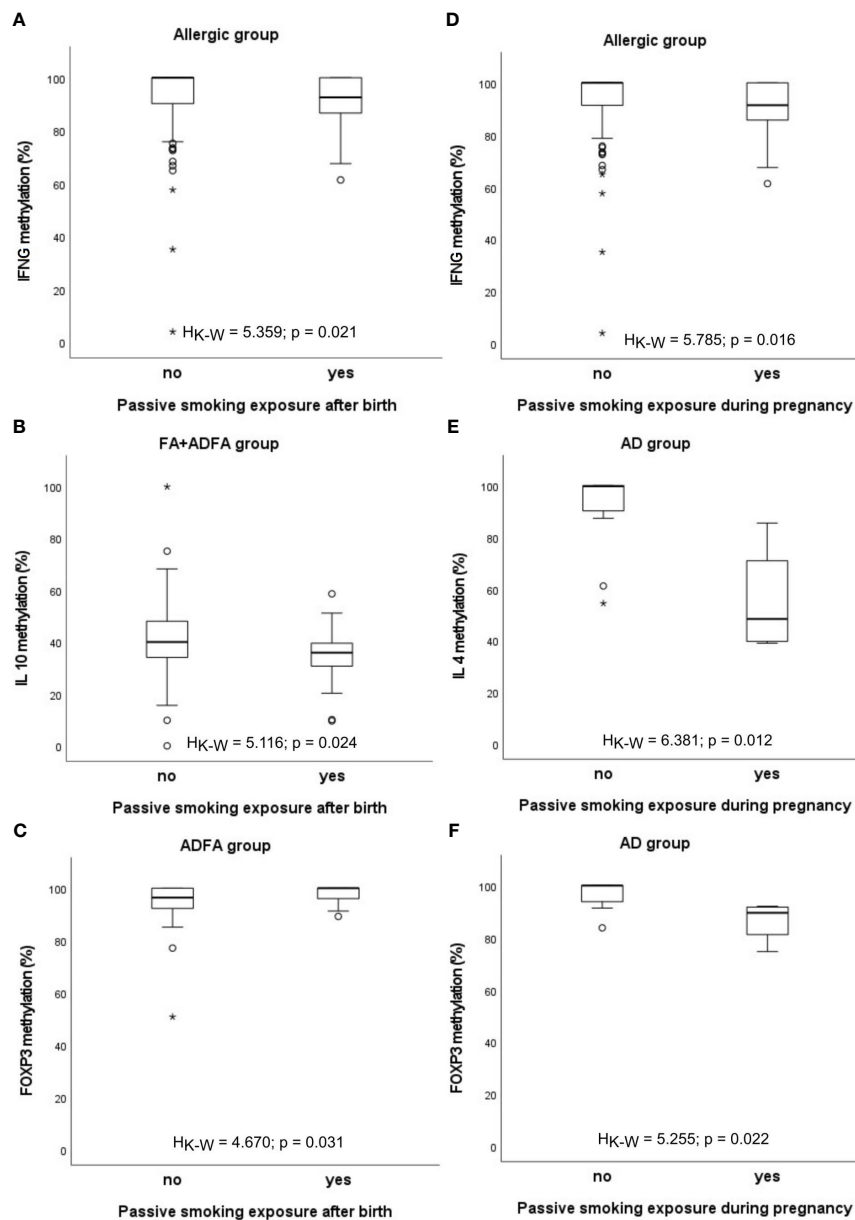 A
Allergic group
IFNG methylation (%)
100
80
60
40
20
0
HK-W = 5.359; p = 0.021
no yes
Passive smoking exposure after birth
B
FA+ADFA group
IL 10 methylation (%)
100
80
60
40
20
0
HK-W = 5.116; p = 0.024
no yes
Passive smoking exposure after birth
C
ADFA group
FOXP3 methylation (%)
100
80
60
40
20
0
HK-W = 4.670; p = 0.031
no yes
Passive smoking exposure after birth
D
Allergic group
IFNG methylation (%)
100
80
60
40
20
0
HK-W = 5.785; p = 0.016
no yes
Passive smoking exposure during pregnancy
E
AD group
IL 4 methylation (%)
100
80
60
40
20
0
HK-W = 6.381; p = 0.012
no yes
Passive smoking exposure during pregnancy
F
AD group
FOXP3 methylation (%)
100
80
60
40
20
0
HK-W = 5.255; p = 0.022
no yes
Passive smoking exposure during pregnancy